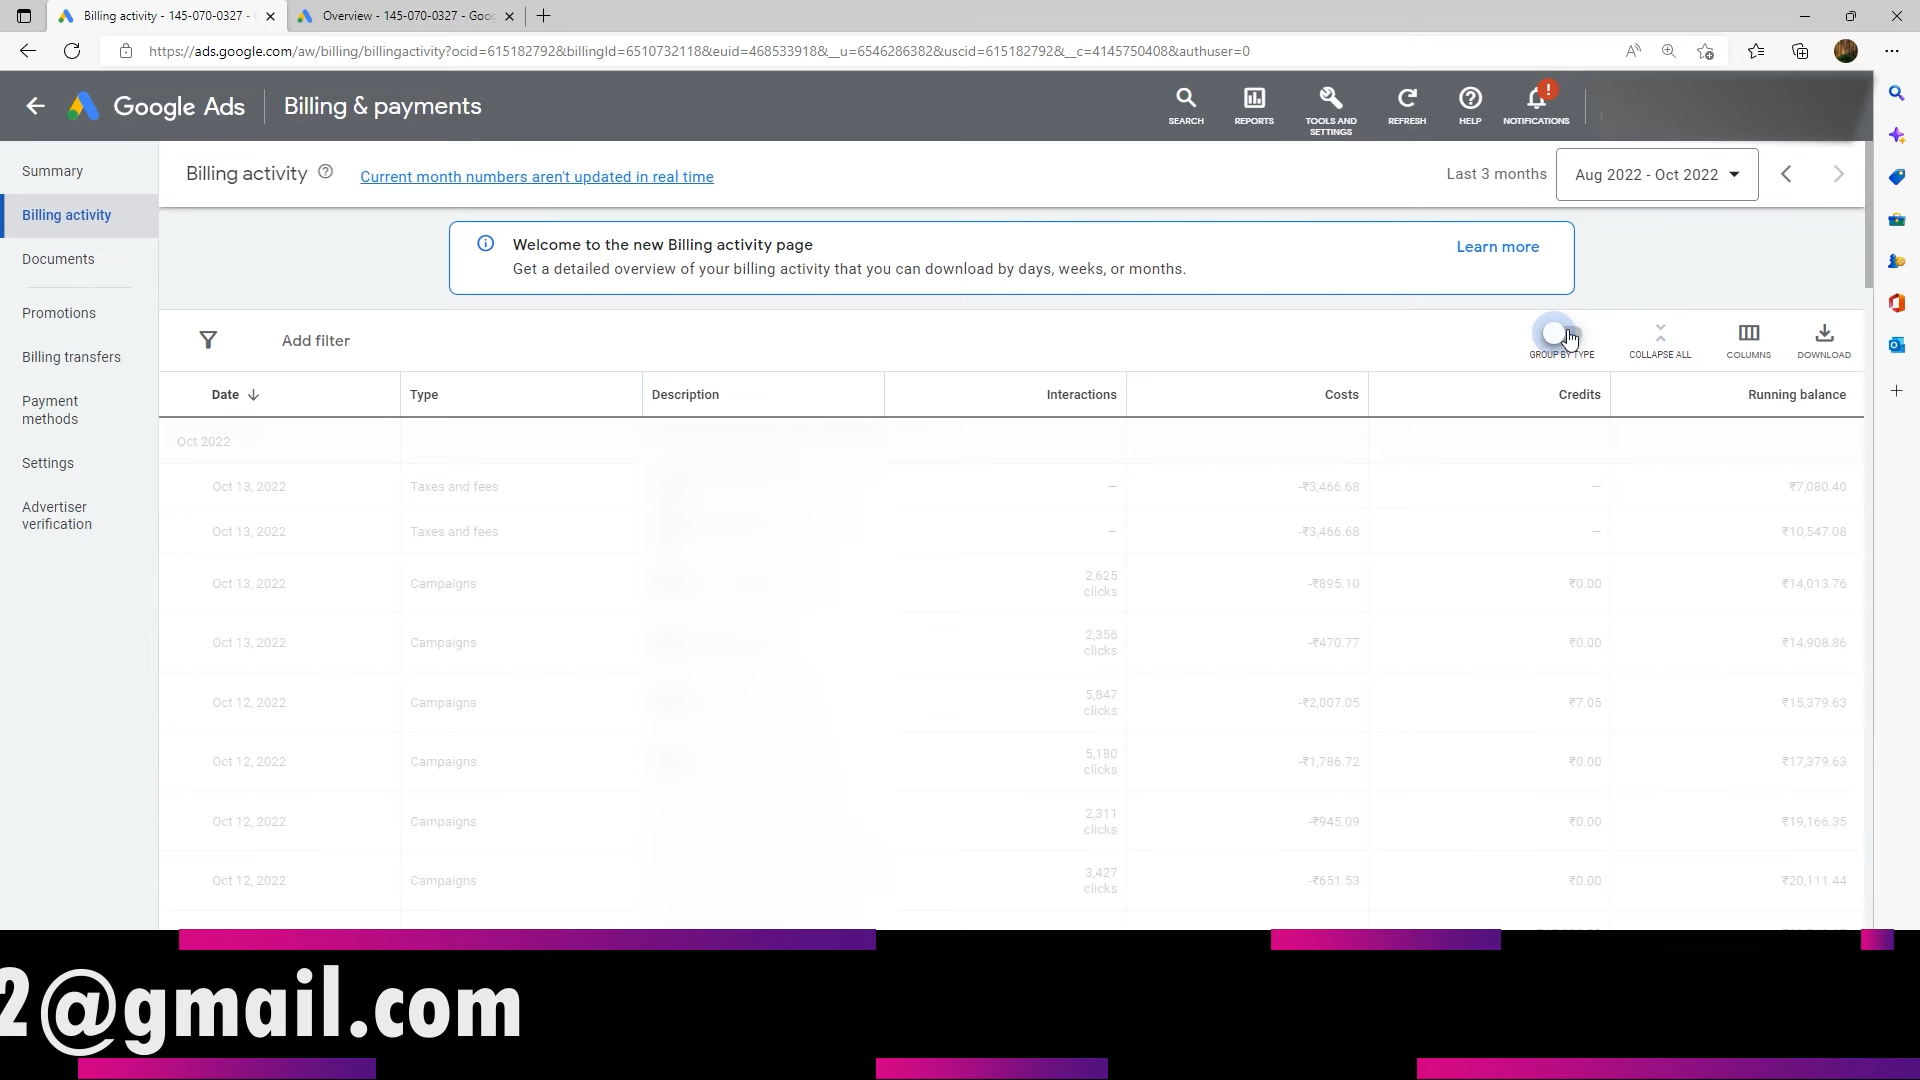 Billing activity - 145-070-0327 -
Overview - 145-070-0327 - Goo
https://ads.google.com/aw/billing/billingactivity?ocid=615182792&billingId=6510732118&euid=468533918&__u=6546286382&uscid=615182792&__c=4145750408&authuser=0
Google Ads
Billing & payments
SEARCH
REPORTS
TOOLS AND
SETTINGS
REFRESH
HELP
NOTIFICATIONS
Summary
Billing activity
Documents
Promotions
Billing transfers
Payment
methods
Settings
Advertiser
verification
Billing activity
Current month numbers aren't updated in real time
Last 3 months
Aug 2022 - Oct 2022
Welcome to the new Billing activity page
Learn more
Get a detailed overview of your billing activity that you can download by days, weeks, or months.
Add filter
GROUP BY TYPE
COLLAPSE ALL
COLUMNS
DOWNLOAD
Date Type Description Interactions Costs Credits Running balance
Oct 2022
Oct 13, 2022 Taxes and fees — -₹3,466.68 — ₹7,080.40
Oct 13, 2022 Taxes and fees — -₹3,466.68 — ₹10,547.08
Oct 13, 2022 Campaigns 2,625 clicks -₹895.10 ₹0.00 ₹14,013.76
Oct 13, 2022 Campaigns 2,356 clicks -₹470.77 ₹0.00 ₹14,908.86
Oct 12, 2022 Campaigns 5,847 clicks -₹2,007.05 ₹7.05 ₹15,379.63
Oct 12, 2022 Campaigns 5,180 clicks -₹1,786.72 ₹0.00 ₹17,379.63
Oct 12, 2022 Campaigns 2,311 clicks -₹945.09 ₹0.00 ₹19,166.35
Oct 12, 2022 Campaigns 3,427 clicks -₹651.53 ₹0.00 ₹20,111.44
2@gmail.com